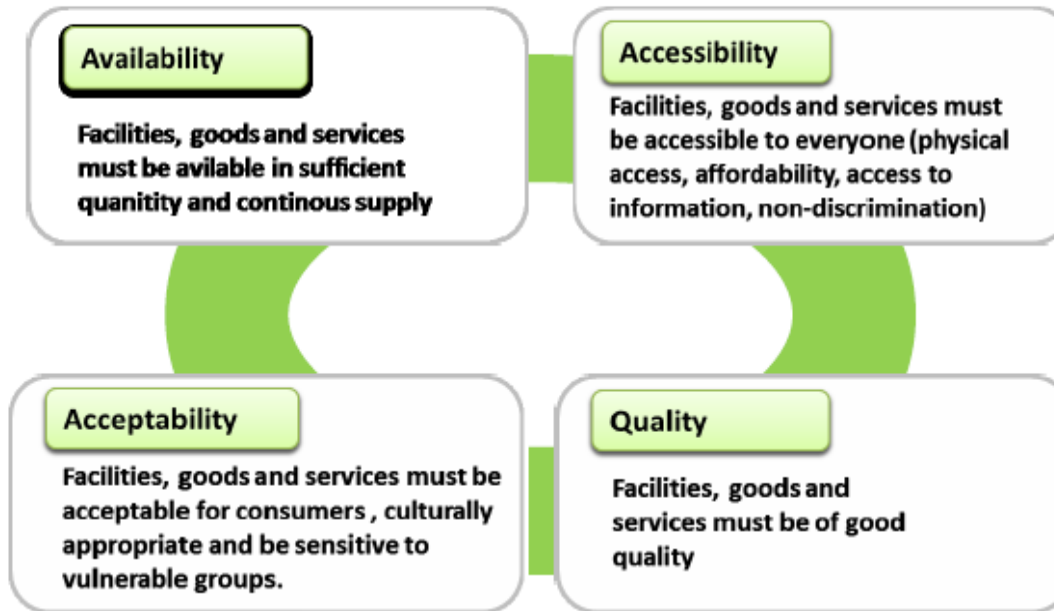 Availability
Facilities, goods and services
must be avilable in sufficient
quanitity and continous supply
Accessibility
Facilities, goods and services must
be accessible to everyone (physical
access, affordability, access to
information, non-discrimination)
Acceptability
Facilities, goods and services must be
acceptable for consumers , culturally
appropriate and be sensitive to
vulnerable groups.
Quality
Facilities, goods and
services must be of good
quality